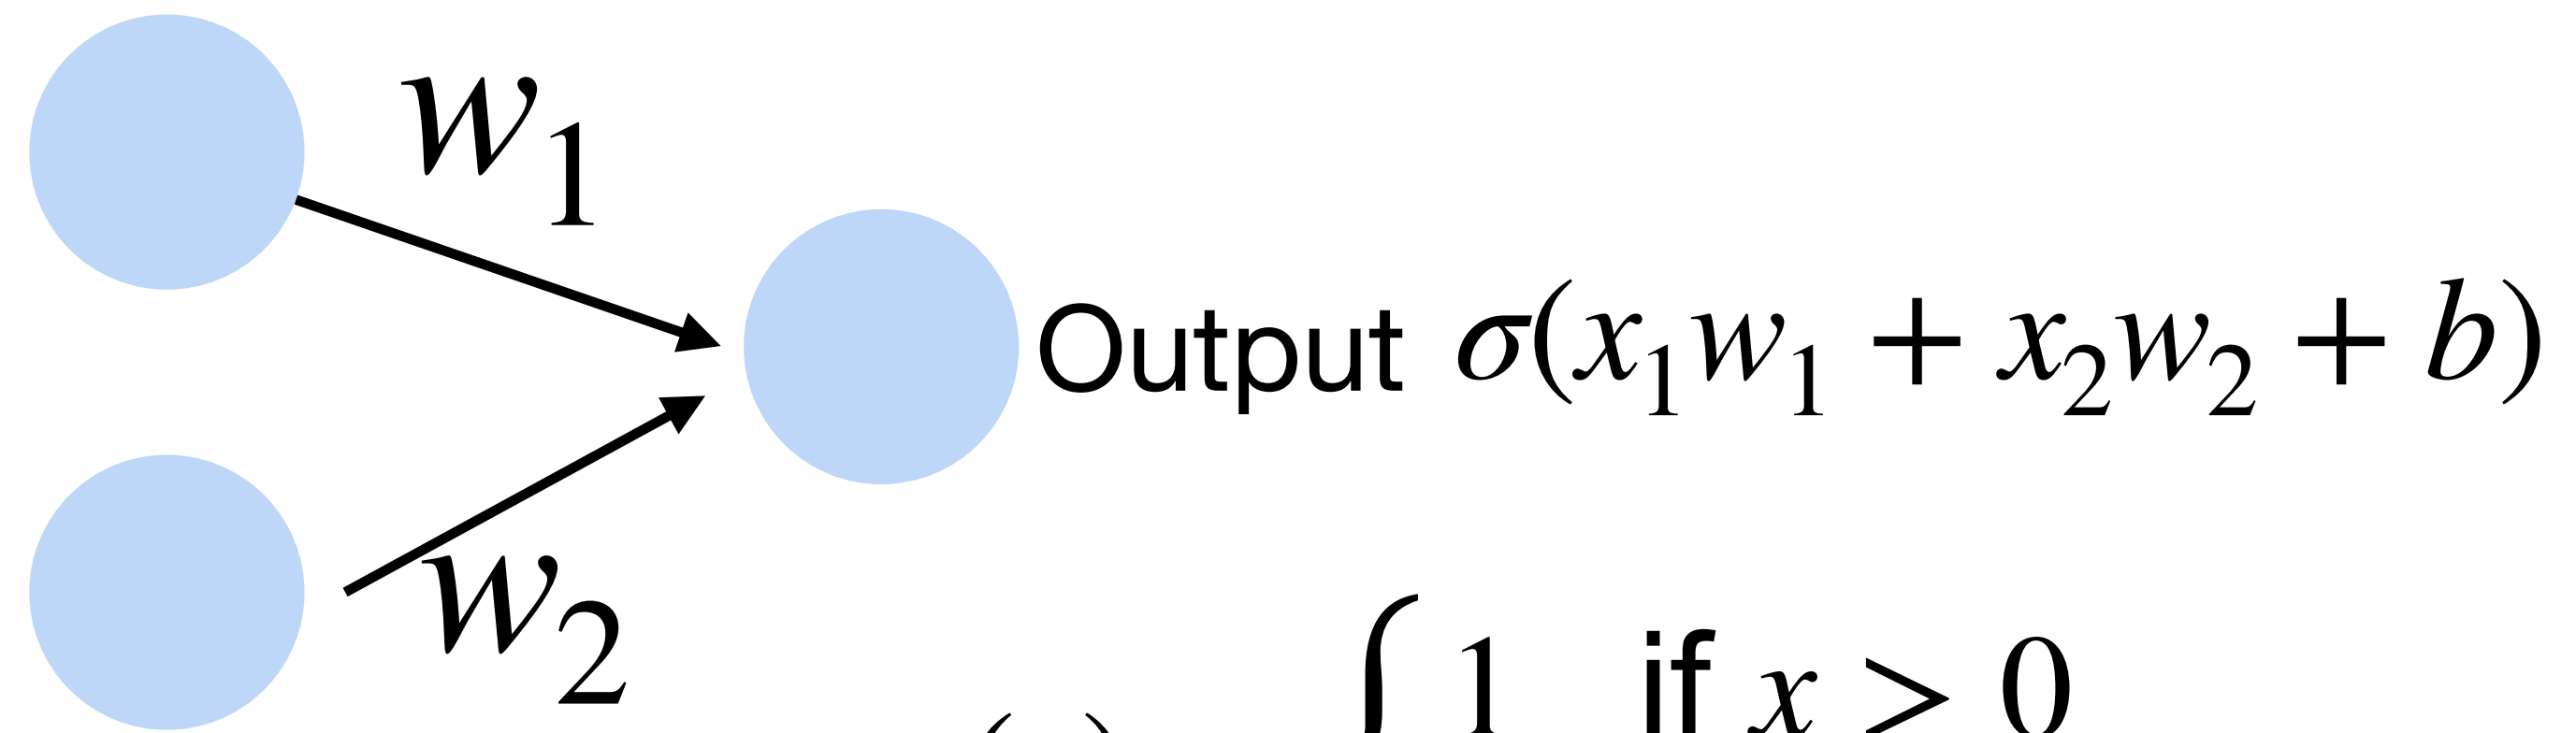 w₁
Output σ(x₁w₁ + x₂w₂ + b)
w₂
{ 1 if x > 0